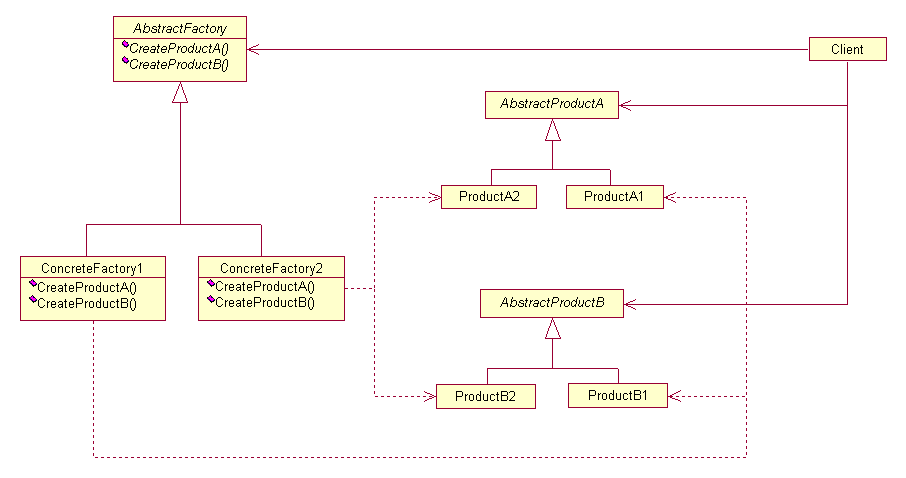 AbstractFactory
CreateProductA()
CreateProductB()
Client
AbstractProductA
ProductA2
ProductA1
ConcreteFactory1
CreateProductA()
CreateProductB()
ConcreteFactory2
CreateProductA()
CreateProductB()
AbstractProductB
ProductB2
ProductB1